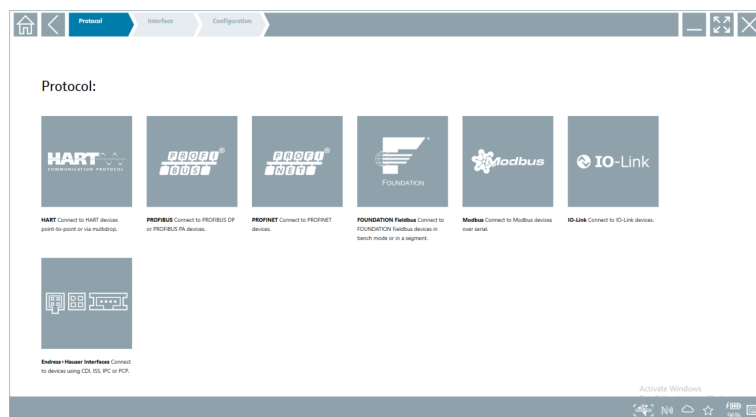 Protocol
Interface
Configuration
Protocol:
HART
COMMUNICATION PROTOCOL
PROFI®
BUS
PROFI®
NET
FOUNDATION
Modbus
IO-Link
HART Connect to HART devices
point-to-point or via multidrop.
PROFIBUS Connect to PROFIBUS DP
or PROFIBUS PA devices.
PROFINET Connect to PROFINET
devices.
FOUNDATION Fieldbus Connect to
FOUNDATION Fieldbus devices in
bench mode or in a segment.
Modbus Connect to Modbus devices
over serial.
IO-Link Connect to IO-Link devices.
Endress+Hauser Interfaces Connect
to devices using CDI, ISS, IPC or PCP.
Activate Windows
96%